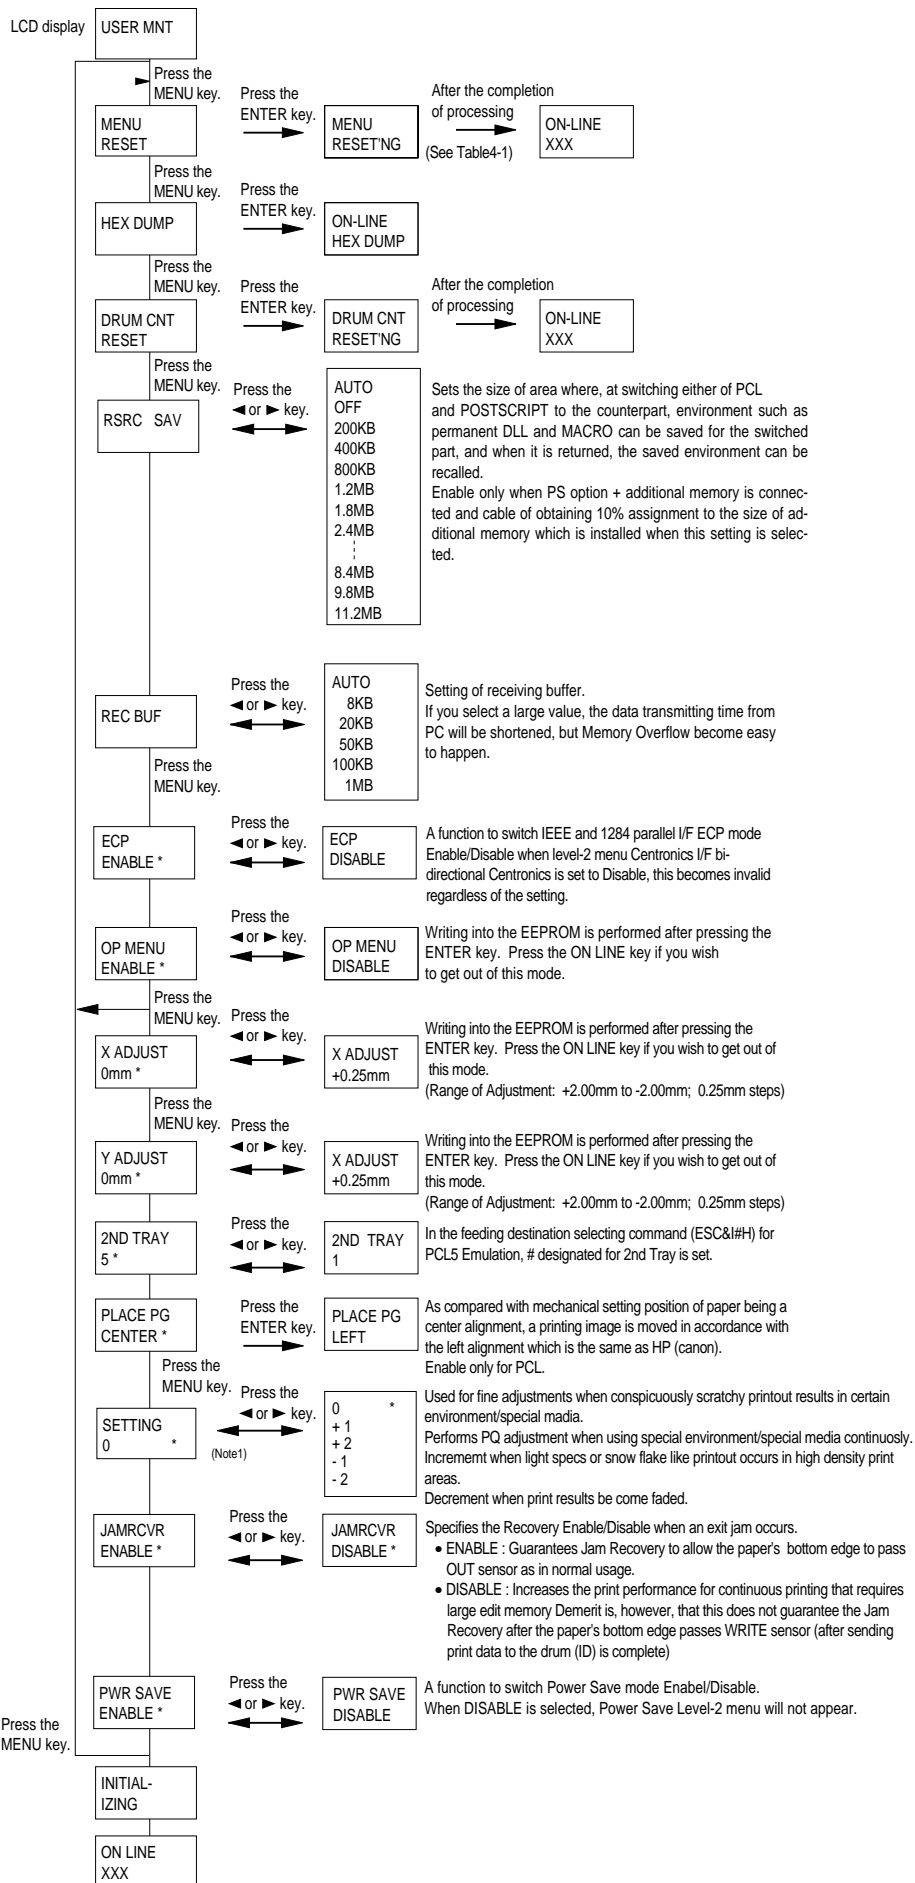 LCD display
USER MNT
Press the
MENU key.
MENU
RESET
Press the
ENTER key.
MENU
RESET'NG
After the completion
of processing
(See Table4-1)
ON-LINE
XXX
Press the
MENU key.
HEX DUMP
Press the
ENTER key.
ON-LINE
HEX DUMP
Press the
MENU key.
DRUM CNT
RESET
Press the
ENTER key.
DRUM CNT
RESET'NG
After the completion
of processing
ON-LINE
XXX
Press the
MENU key.
RSRC SAV
Press the
◄ or ► key.
AUTO
OFF
200KB
400KB
800KB
1.2MB
1.8MB
2.4MB
8.4MB
9.8MB
11.2MB
Sets the size of area where, at switching either of PCL
and POSTSCRIPT to the counterpart, environment such as
permanent DLL and MACRO can be saved for the switched
part, and when it is returned, the saved environment can be
recalled.
Enable only when PS option + additional memory is connec-
ted and cable of obtaining 10% assignment to the size of ad-
ditional memory which is installed when this setting is selec-
ted.
REC BUF
Press the
◄ or ► key.
AUTO
8KB
20KB
50KB
100KB
1MB
Setting of receiving buffer.
If you select a large value, the data transmitting time from
PC will be shortened, but Memory Overflow become easy
to happen.
Press the
MENU key.
ECP
ENABLE *
Press the
◄ or ► key.
ECP
DISABLE
A function to switch IEEE and 1284 parallel I/F ECP mode
Enable/Disable when level-2 menu Centronics I/F bi-
directional Centronics is set to Disable, this becomes invalid
regardless of the setting.
OP MENU
ENABLE *
Press the
◄ or ► key.
OP MENU
DISABLE
Writing into the EEPROM is performed after pressing the
ENTER key. Press the ON LINE key if you wish
to get out of this mode.
Press the
MENU key.
X ADJUST
0mm *
Press the
◄ or ► key.
X ADJUST
+0.25mm
Writing into the EEPROM is performed after pressing the
ENTER key. Press the ON LINE key if you wish to get out of
this mode.
(Range of Adjustment: +2.00mm to -2.00mm; 0.25mm steps)
Press the
MENU key.
Y ADJUST
0mm *
Press the
◄ or ► key.
X ADJUST
+0.25mm
Writing into the EEPROM is performed after pressing the
ENTER key. Press the ON LINE key if you wish to get out of
this mode.
(Range of Adjustment: +2.00mm to -2.00mm; 0.25mm steps)
2ND TRAY
5 *
Press the
◄ or ► key.
2ND TRAY
1
In the feeding destination selecting command (ESC&I#H) for
PCL5 Emulation, # designated for 2nd Tray is set.
PLACE PG
CENTER *
Press the
ENTER key.
PLACE PG
LEFT
As compared with mechanical setting position of paper being a
center alignment, a printing image is moved in accordance with
the left alignment which is the same as HP (canon).
Enable only for PCL.
Press the
MENU key.
SETTING
0 *
Press the
◄ or ► key.
(Note1)
0 *
+ 1
+ 2
- 1
- 2
Used for fine adjustments when conspicuously scratchy printout results in certain
environment/special madia.
Performs PQ adjustment when using special environment/special media continuosly.
Incrememt when light specs or snow flake like printout occurs in high density print
areas.
Decrement when print results be come faded.
JAMRCVR
ENABLE *
Press the
◄ or ► key.
JAMRCVR
DISABLE *
Specifies the Recovery Enable/Disable when an exit jam occurs.
● ENABLE : Guarantees Jam Recovery to allow the paper's bottom edge to pass
OUT sensor as in normal usage.
● DISABLE : Increases the print performance for continuous printing that requires
large edit memory Demerit is, however, that this does not guarantee the Jam
Recovery after the paper's bottom edge passes WRITE sensor (after sending
print data to the drum (ID) is complete)
PWR SAVE
ENABLE *
Press the
◄ or ► key.
PWR SAVE
DISABLE
A function to switch Power Save mode Enabel/Disable.
When DISABLE is selected, Power Save Level-2 menu will not appear.
Press the
MENU key.
INITIAL-
IZING
ON LINE
XXX